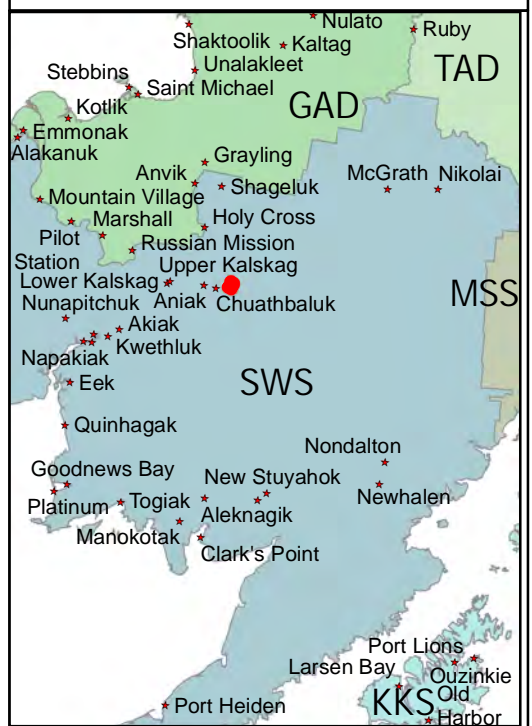 Nulato
Ruby
Shaktoolik
Kaltag
Unalakleet
TAD
Stebbins
Saint Michael
GAD
Kotlik
Emmonak
Alakanuk
Grayling
Anvik
McGrath
Nikolai
Shageluk
Mountain Village
Marshall
Holy Cross
Pilot
Station
Russian Mission
Upper Kalskag
Lower Kalskag
MSS
Nunapitchuk
Aniak
Chuathbaluk
Akiak
Kwethluk
Napakiak
SWS
Eek
Quinhagak
Nondalton
Goodnews Bay
New Stuyahok
Newhalen
Platinum
Togiak
Aleknagik
Manokotak
Clark's Point
Port Lions
Larsen Bay
Ouzinkie
KKS
Old
Harbor
Port Heiden